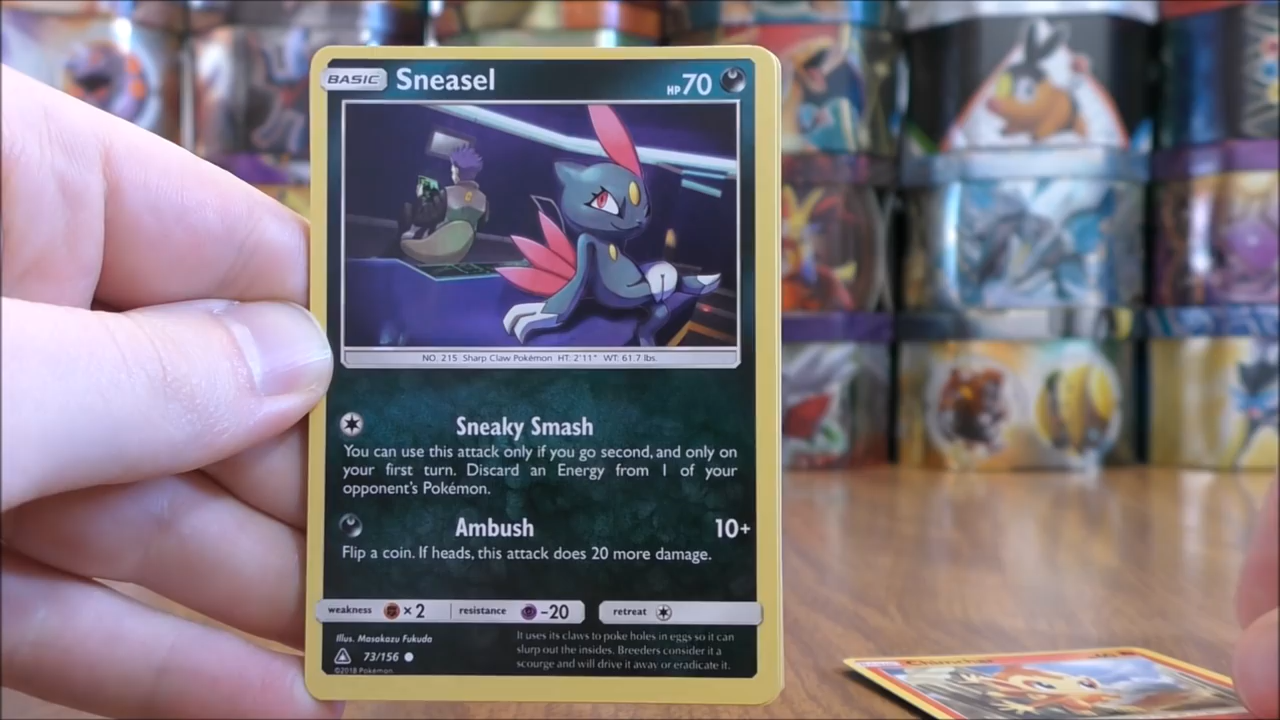 BASIC Sneasel HP 70
NO. 215 Sharp Claw Pokémon HT: 2'11" WT: 61.7 lbs.
Sneaky Smash
You can use this attack only if you go second, and only on
your first turn. Discard an Energy from 1 of your
opponent's Pokémon.
Ambush 10+
Flip a coin. If heads, this attack does 20 more damage.
weakness ×2 resistance -20 retreat
Illus. Masakazu Fukuda
73/156
©2018 Pokémon
It uses its claws to poke holes in eggs so it can
slurp out the insides. Breeders consider it a
scourge and will drive it away or eradicate it.
Chimchar